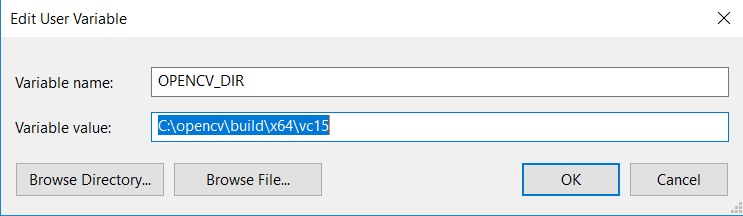 Edit User Variable
Variable name: OPENCV_DIR
Variable value: C:\opencv\build\x64\vc15
Browse Directory... Browse File... OK Cancel